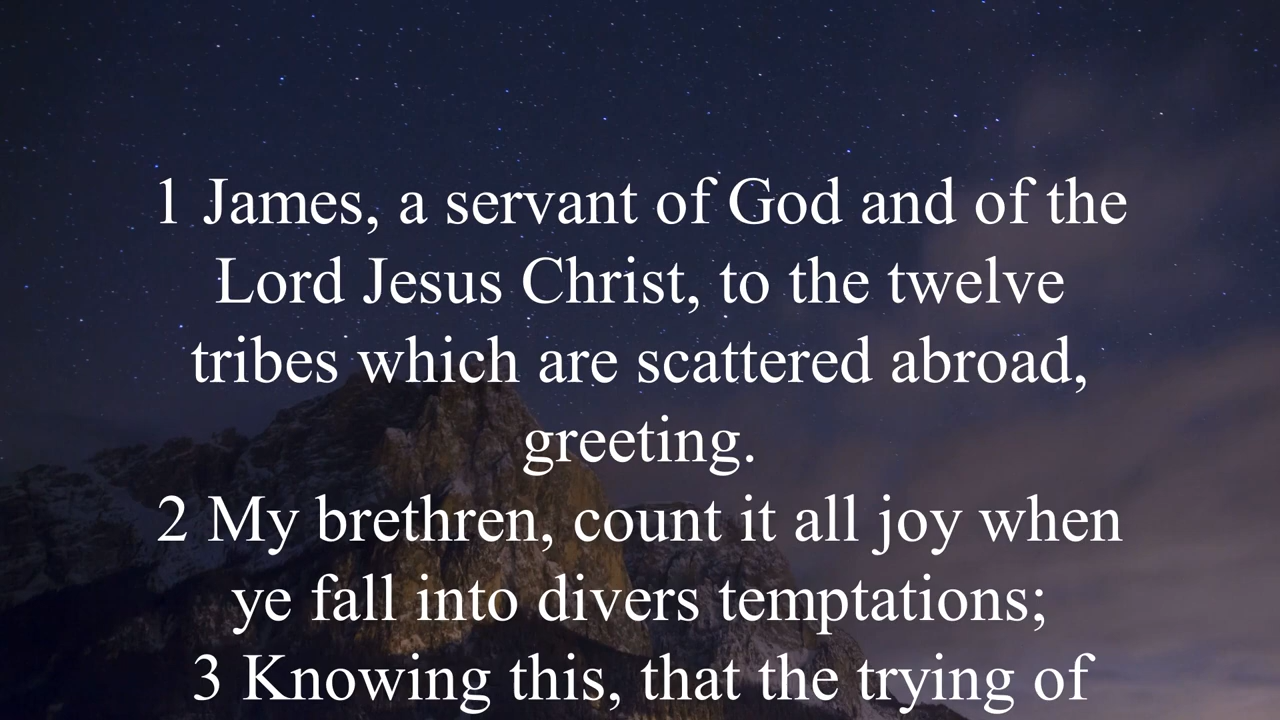 1 James, a servant of God and of the
Lord Jesus Christ, to the twelve
tribes which are scattered abroad,
greeting.
2 My brethren, count it all joy when
ye fall into divers temptations;
3 Knowing this, that the trying of